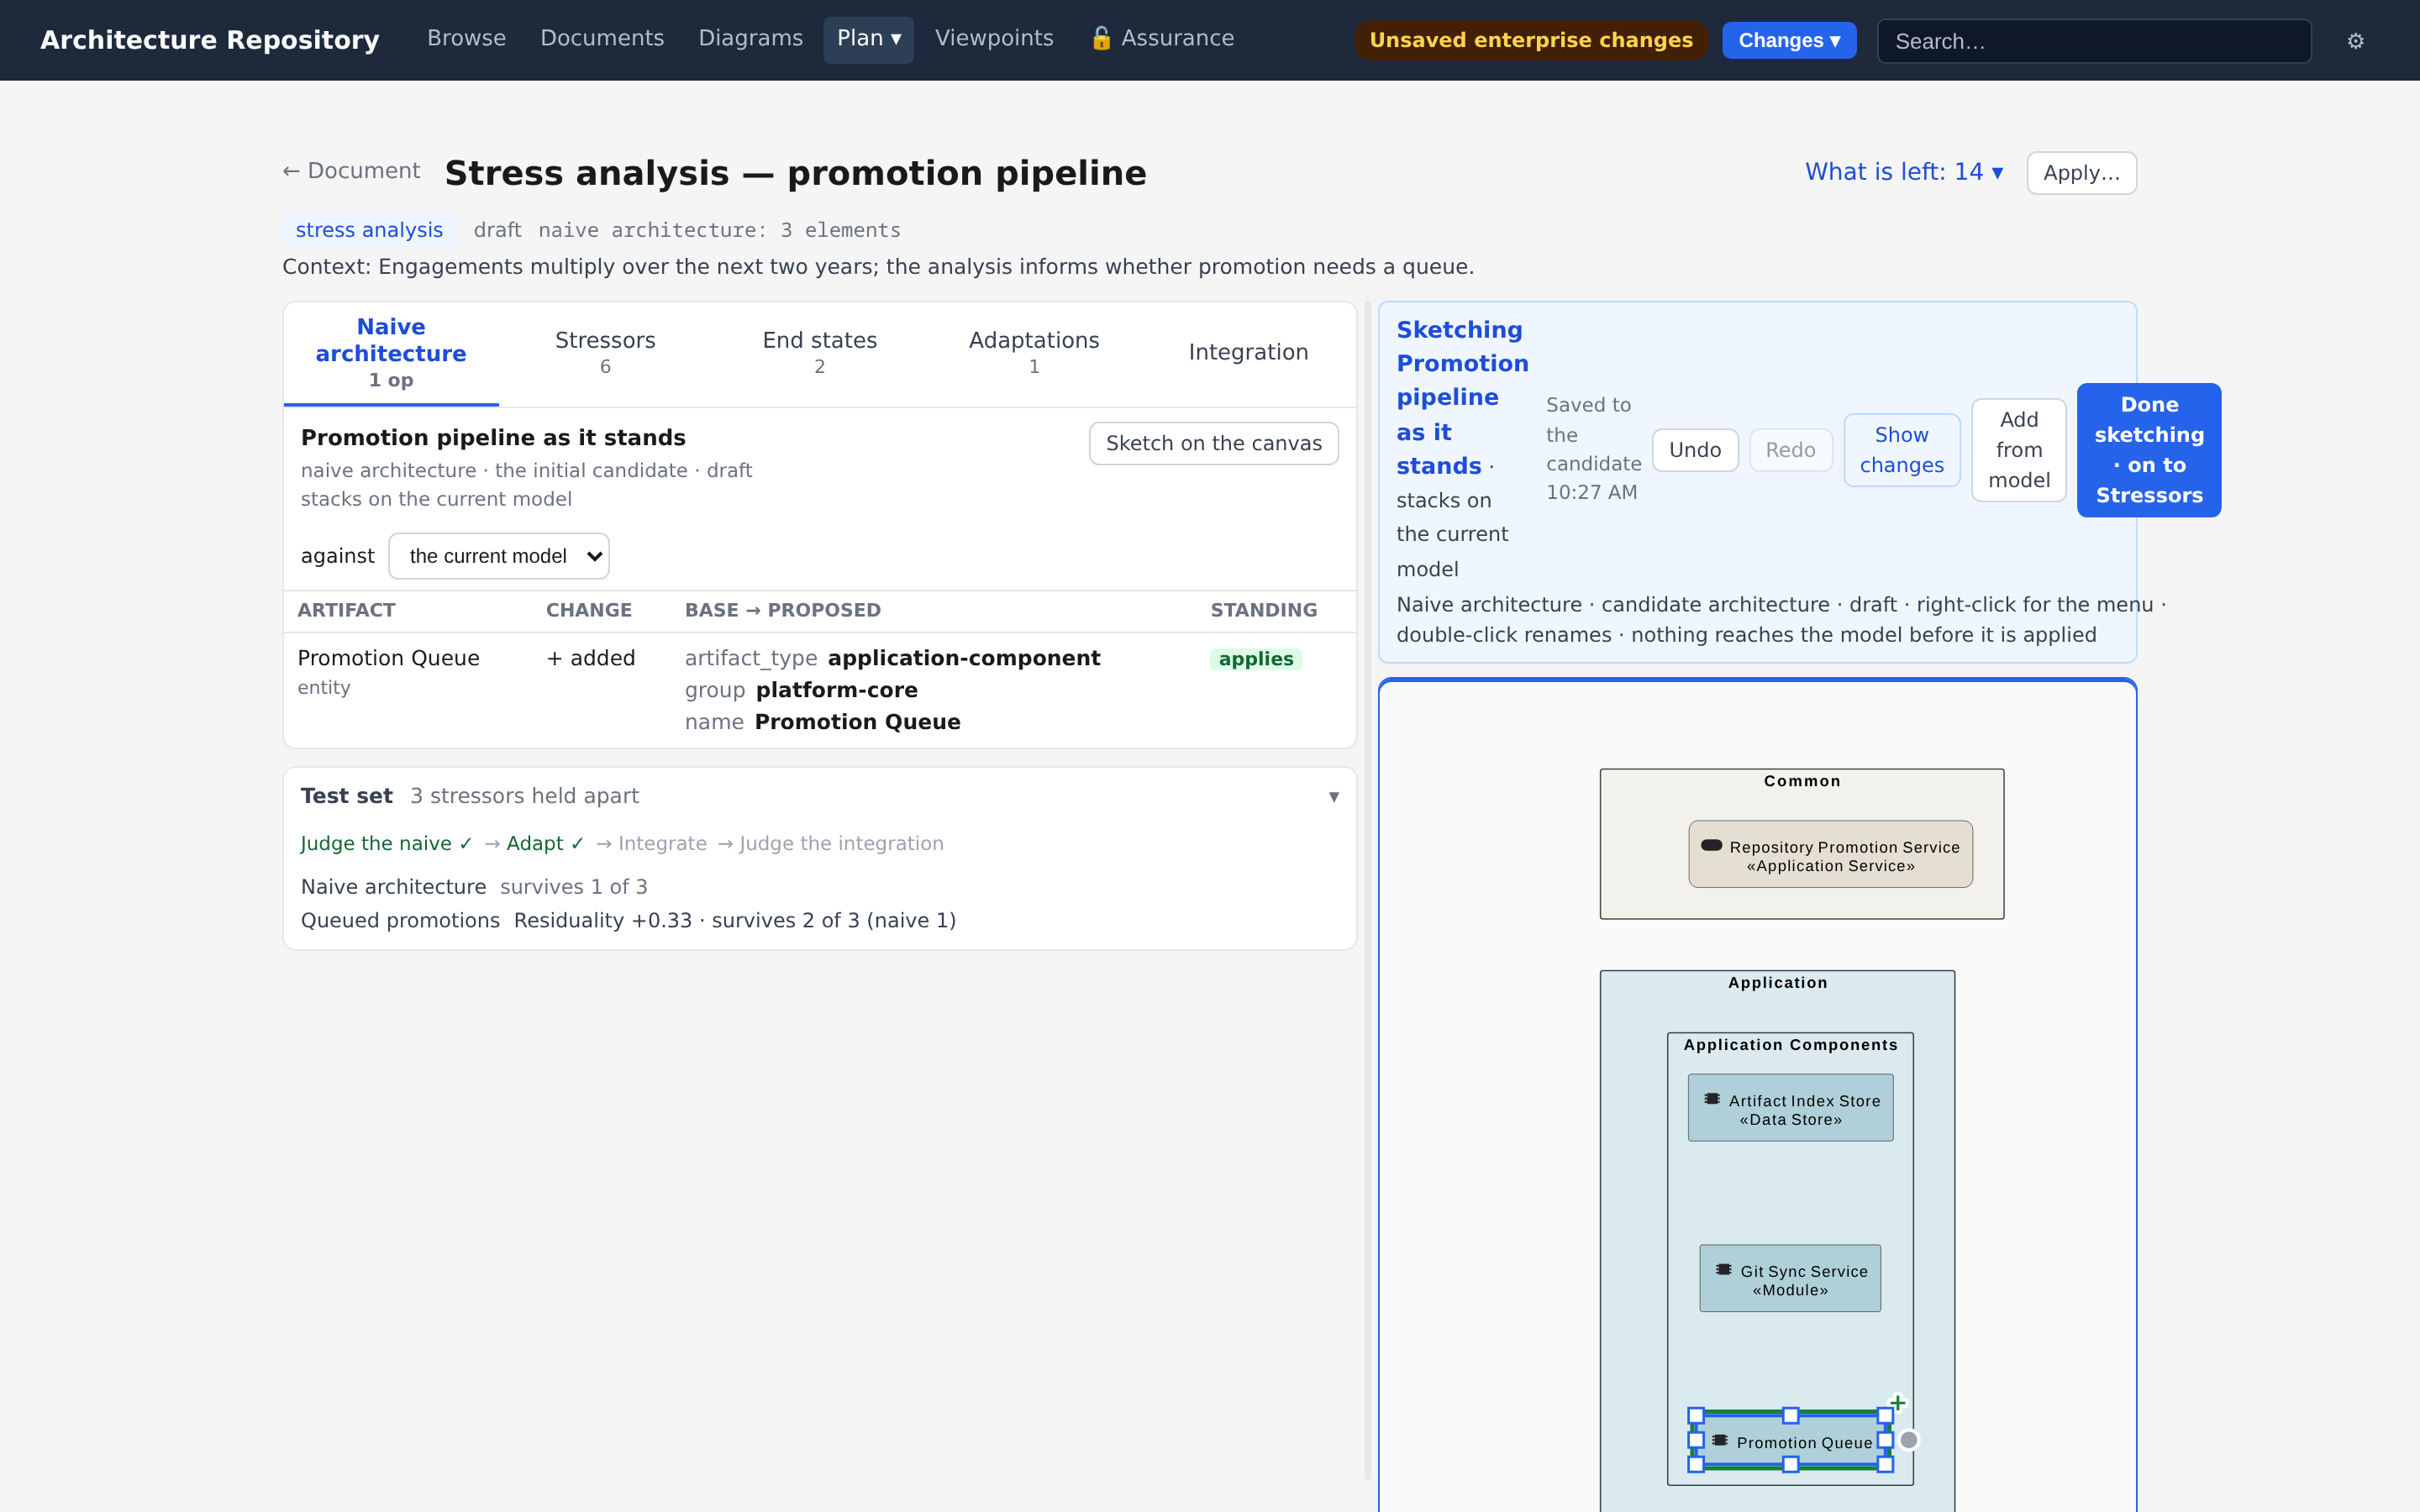 Architecture Repository
Browse
Documents
Diagrams
Plan ▾
Viewpoints
🔓 Assurance
Unsaved enterprise changes
Changes ▾
Search…
⚙
← Document
Stress analysis — promotion pipeline
What is left: 14 ▾
Apply…
stress analysis
draft
naive architecture: 3 elements
Context: Engagements multiply over the next two years; the analysis informs whether promotion needs a queue.
Naive
architecture
1 op
Stressors
6
End states
2
Adaptations
1
Integration
Promotion pipeline as it stands
naive architecture · the initial candidate · draft
stacks on the current model
Sketch on the canvas
against
the current model
ARTIFACT
CHANGE
BASE → PROPOSED
STANDING
Promotion Queue
entity
+ added
artifact_type application-component
group platform-core
name Promotion Queue
applies
Test set 3 stressors held apart
▾
Judge the naive ✓ → Adapt ✓ → Integrate → Judge the integration
Naive architecture survives 1 of 3
Queued promotions Residuality +0.33 · survives 2 of 3 (naive 1)
Sketching
Promotion
pipeline
as it
stands ·
stacks on
the current
model
Saved to
the
candidate
10:27 AM
Undo
Redo
Show
changes
Add
from
model
Done
sketching
· on to
Stressors
Naive architecture · candidate architecture · draft · right-click for the menu ·
double-click renames · nothing reaches the model before it is applied
Common
Repository Promotion Service
«Application Service»
Application
Application Components
Artifact Index Store
«Data Store»
Git Sync Service
«Module»
+
Promotion Queue